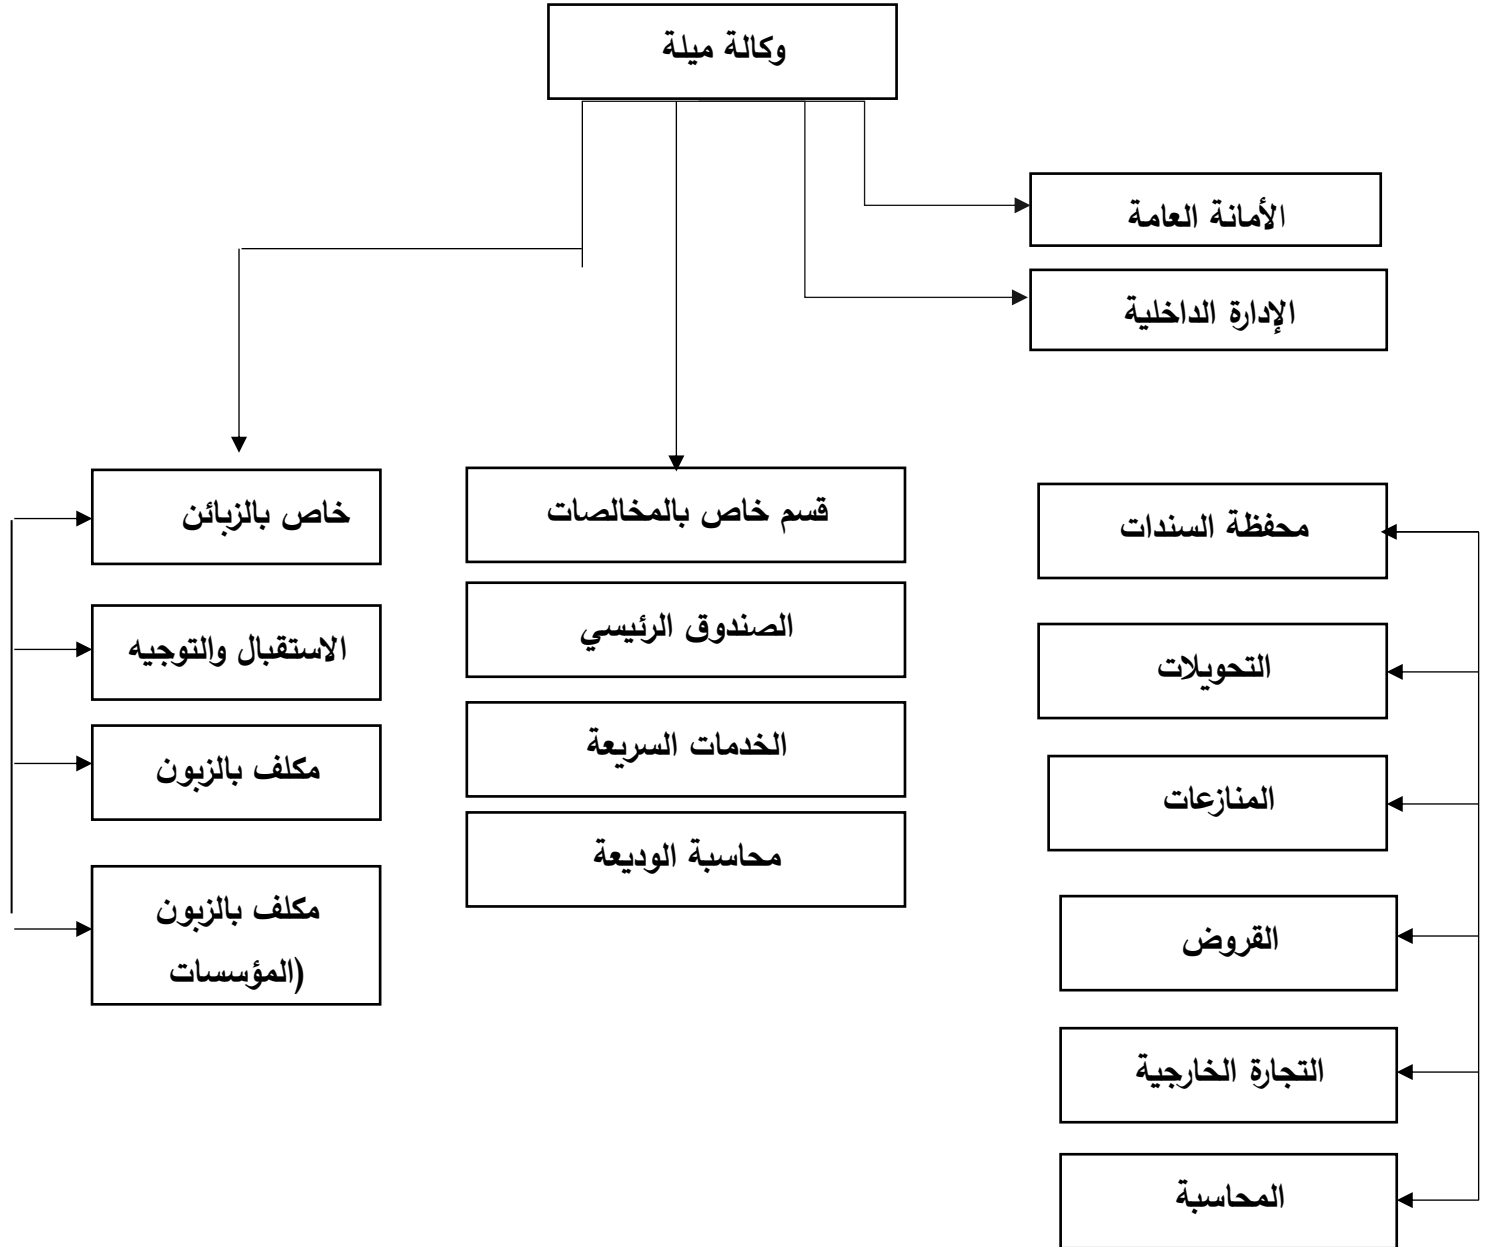 وكالة ميلة
الأمانة العامة
الإدارة الداخلية
محفظة السندات
قسم خاص بالمخالصات
خاص بالزبائن
التحويلات
الصندوق الرئيسي
الاستقبال والتوجيه
المنازعات
الخدمات السريعة
مكلف بالزبون
القروض
محاسبة الوديعة
مكلف بالزبون
(المؤسسات
التجارة الخارجية
المحاسبة